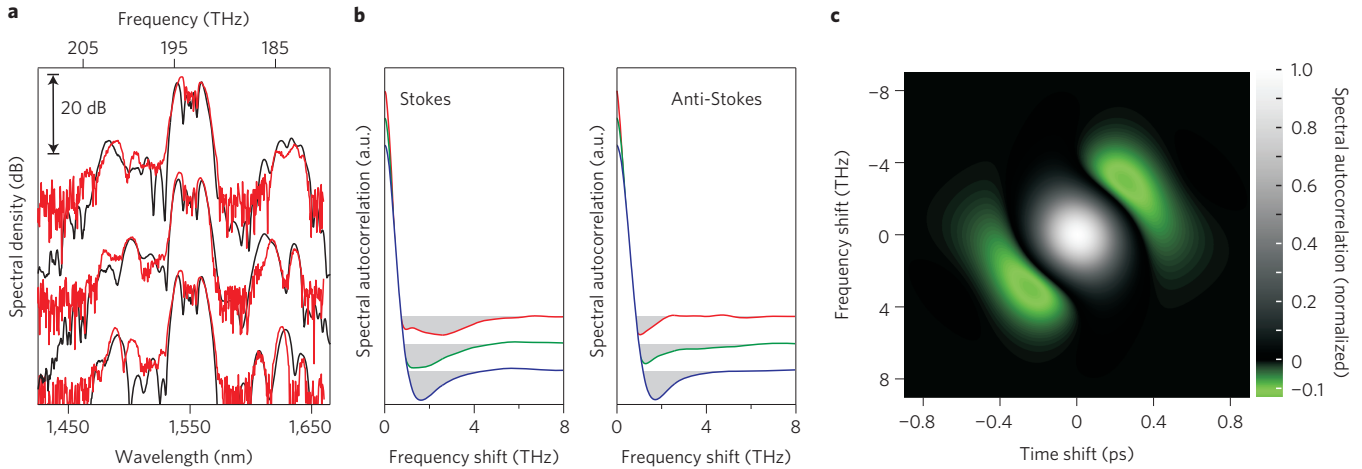 a
Frequency (THz)
205 195 185
20 dB
Spectral density (dB)
1,450 1,550 1,650
Wavelength (nm)
b
Stokes
Spectral autocorrelation (a.u.)
0 4 8
Frequency shift (THz)
Anti-Stokes
Spectral autocorrelation (a.u.)
0 4 8
Frequency shift (THz)
c
−8
−4
0
4
8
Frequency shift (THz)
−0.8 −0.4 0 0.4 0.8
Time shift (ps)
1.0
0.8
0.6
0.4
0.2
0
−0.1
Spectral autocorrelation (normalized)